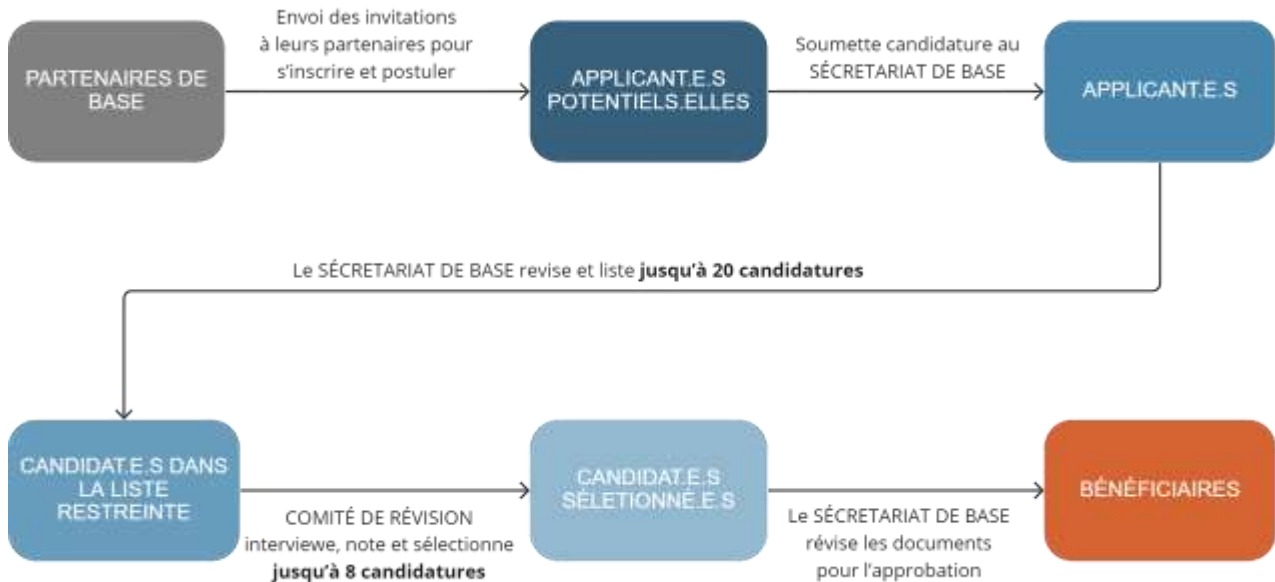 PARTENAIRES DE
BASE
Envoi des invitations
à leurs partenaires pour
s'inscrire et postuler
APPLICANT.E.S
POTENTIELS.ELLES
Soumette candidature au
SÉCRETARIAT DE BASE
APPLICANT.E.S
Le SÉCRETARIAT DE BASE revise et liste jusqu'à 20 candidatures
CANDIDAT.E.S DANS
LA LISTE
RESTREINTE
COMITÉ DE RÉVISION
interviewe, note et sélectionne
jusqu'à 8 candidatures
CANDIDAT.E.S
SÉLETIONNÉ.E.S
Le SÉCRETARIAT DE BASE
révise les documents
pour l'approbation
BÉNÉFICIAIRES